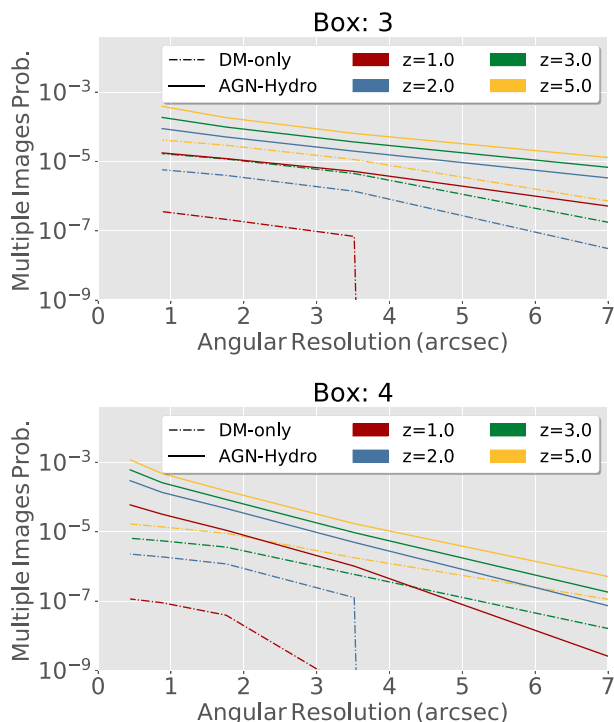 Box: 3
DM-only
AGN-Hydro
z=1.0
z=2.0
z=3.0
z=5.0
Multiple Images Prob.
10⁻³
10⁻⁵
10⁻⁷
10⁻⁹
0 1 2 3 4 5 6 7
Angular Resolution (arcsec)
Box: 4
DM-only
AGN-Hydro
z=1.0
z=2.0
z=3.0
z=5.0
Multiple Images Prob.
10⁻³
10⁻⁵
10⁻⁷
10⁻⁹
0 1 2 3 4 5 6 7
Angular Resolution (arcsec)